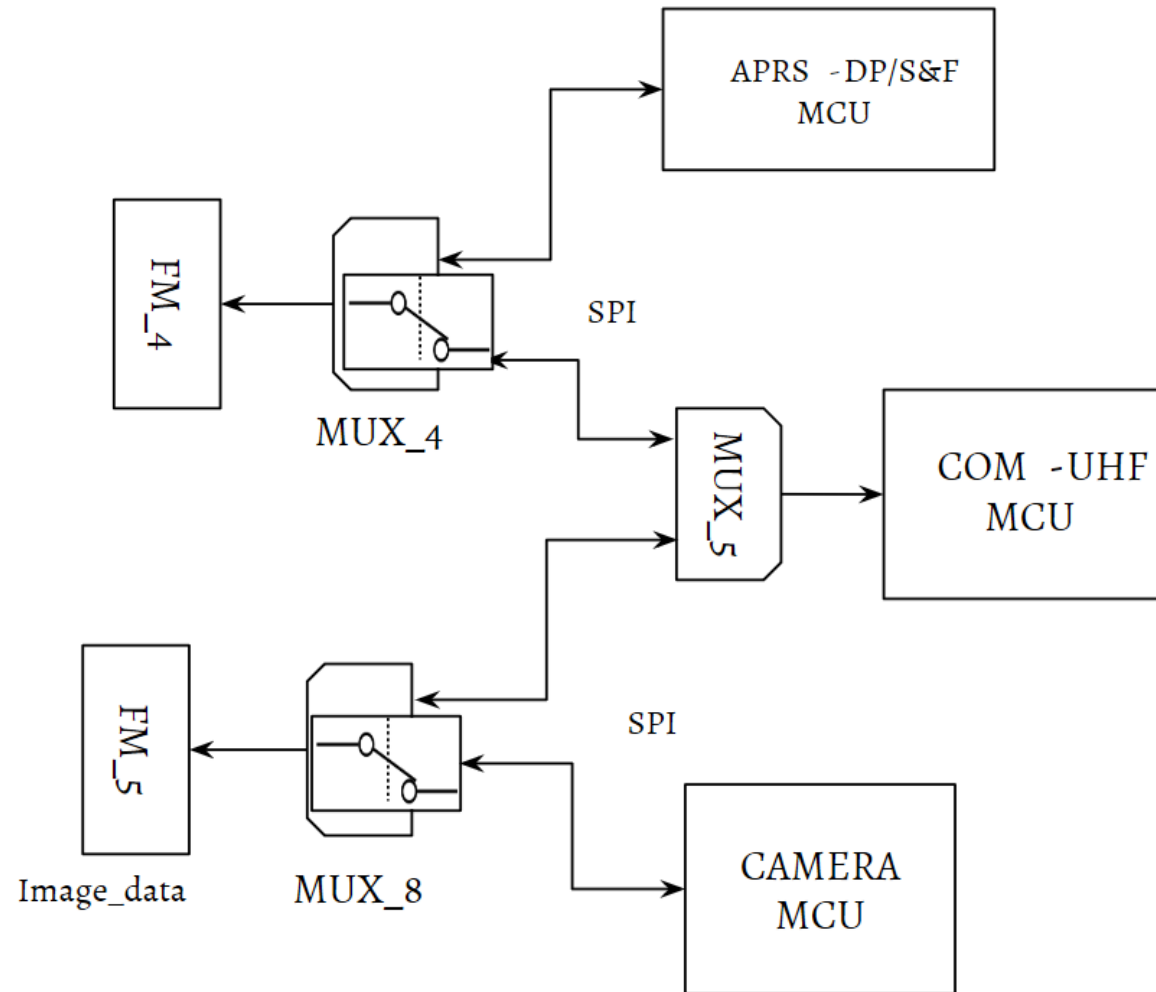 APRS -DP/S&F
MCU
FM_4
SPI
MUX_4
MUX_5
COM -UHF
MCU
FM_5
SPI
Image_data
MUX_8
CAMERA
MCU